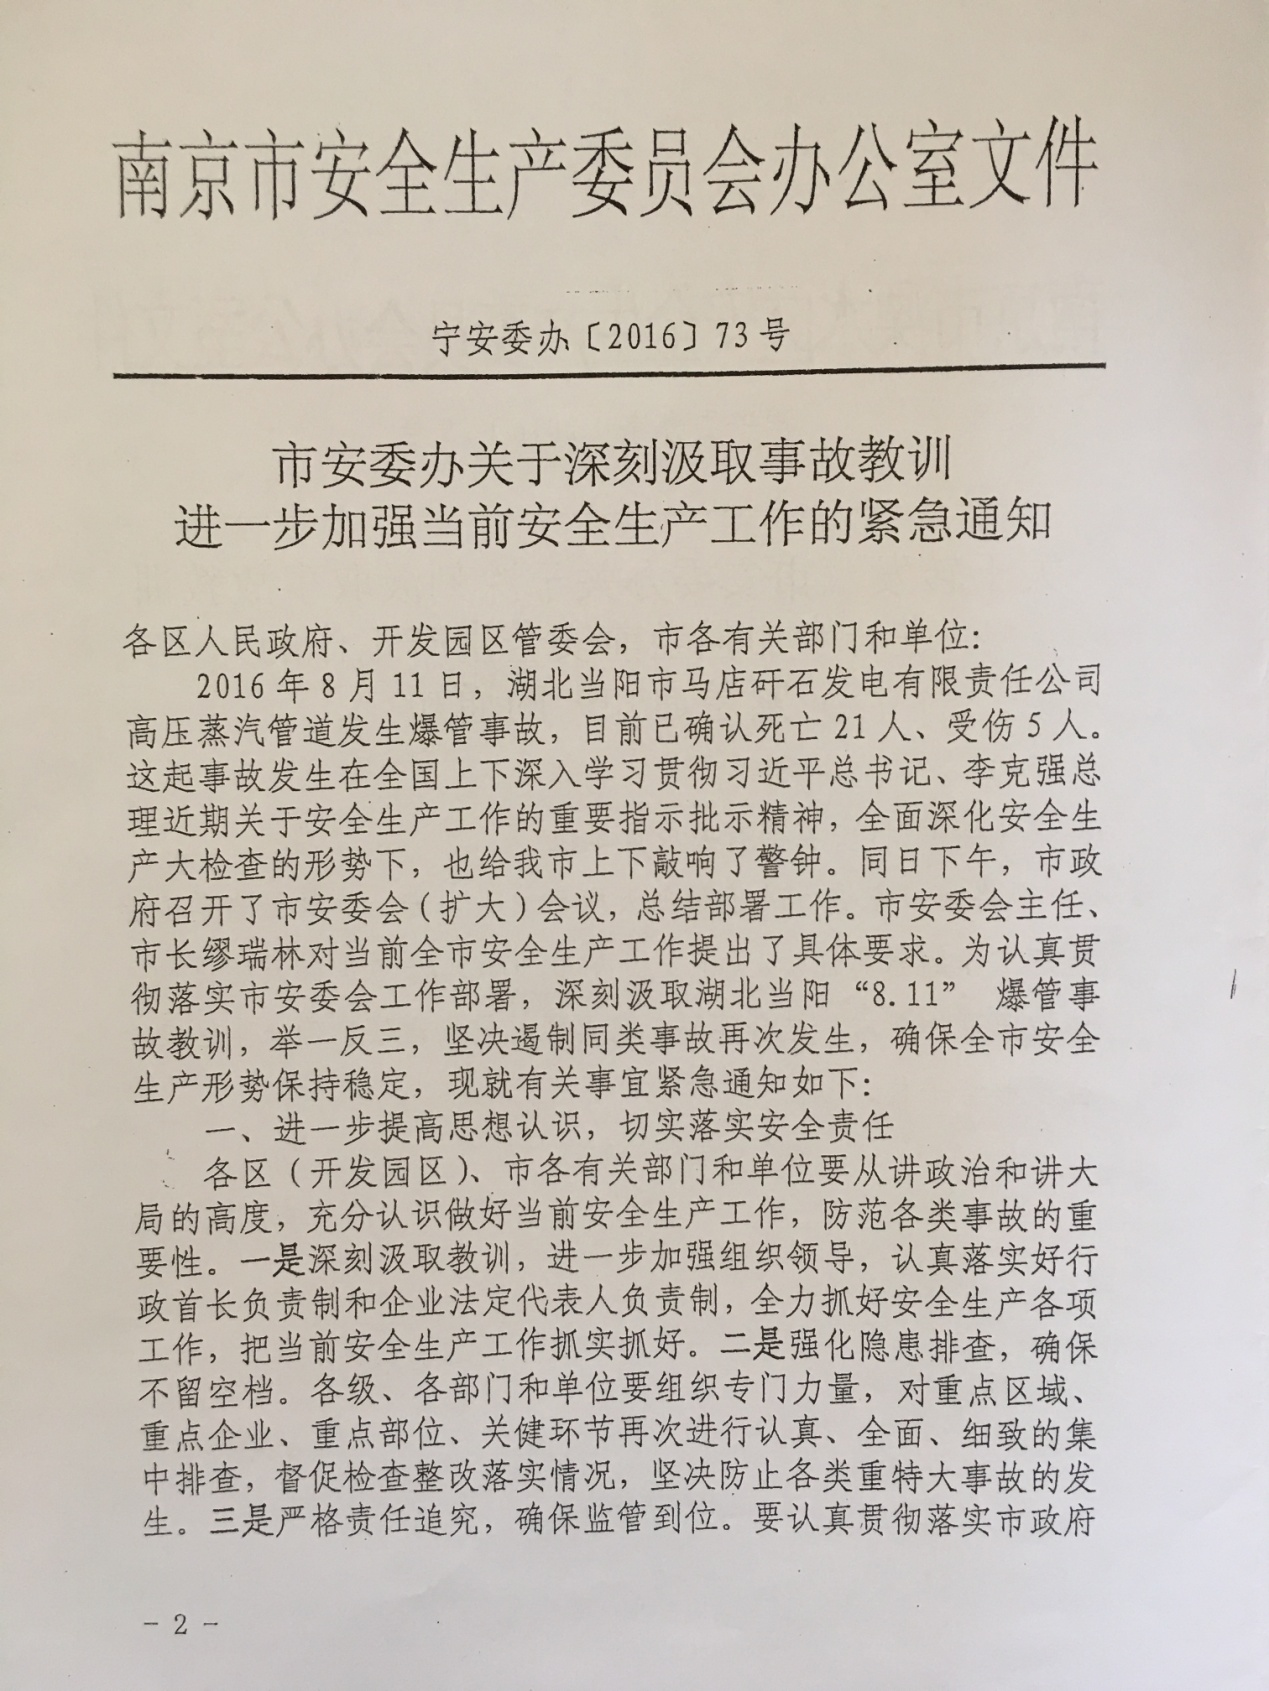 南京市安全生产委员会办公室文件
宁安委办〔2016〕73号
市安委办关于深刻汲取事故教训
进一步加强当前安全生产工作的紧急通知
各区人民政府、开发园区管委会，市各有关部门和单位：
2016年8月11日，湖北当阳市马店矸石发电有限责任公司
高压蒸汽管道发生爆管事故，目前已确认死亡21人、受伤5人。
这起事故发生在全国上下深入学习贯彻习近平总书记、李克强总
理近期关于安全生产工作的重要指示批示精神，全面深化安全生
产大检查的形势下，也给我市上下敲响了警钟。同日下午，市政
府召开了市安委会（扩大）会议，总结部署工作。市安委会主任、
市长缪瑞林对当前全市安全生产工作提出了具体要求。为认真贯
彻落实市安委会工作部署，深刻汲取湖北当阳“8.11” 爆管事
故教训，举一反三，坚决遏制同类事故再次发生，确保全市安全
生产形势保持稳定，现就有关事宜紧急通知如下：
一、进一步提高思想认识，切实落实安全责任
各区（开发园区）、市各有关部门和单位要从讲政治和讲大
局的高度，充分认识做好当前安全生产工作，防范各类事故的重
要性。一是深刻汲取教训，进一步加强组织领导，认真落实好行
政首长负责制和企业法定代表人负责制，全力抓好安全生产各项
工作，把当前安全生产工作抓实抓好。二是强化隐患排查，确保
不留空档。各级、各部门和单位要组织专门力量，对重点区域、
重点企业、重点部位、关健环节再次进行认真、全面、细致的集
中排查，督促检查整改落实情况，坚决防止各类重特大事故的发
生。三是严格责任追究，确保监管到位。要认真贯彻落实市政府
- 2 -